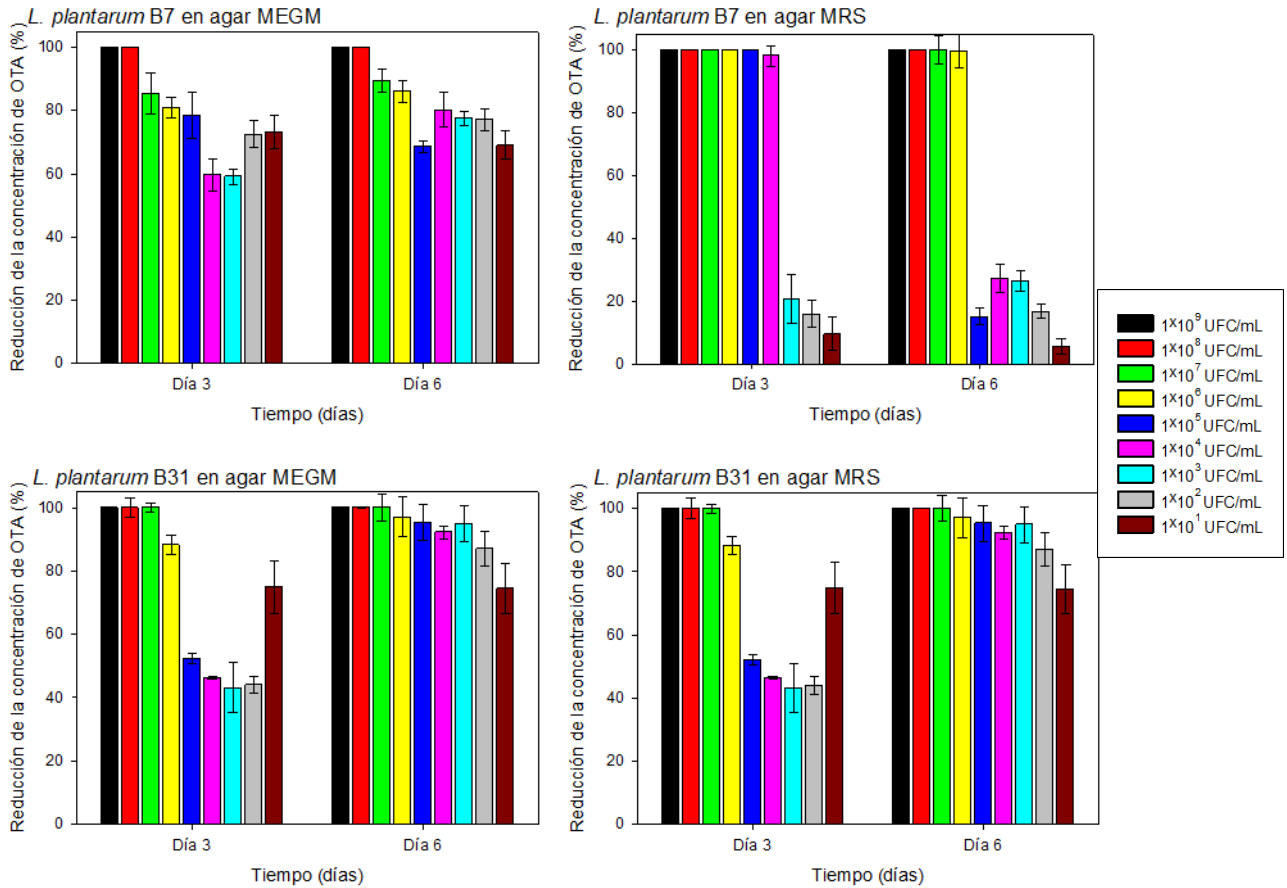 L. plantarum B7 en agar MEGM
Reducción de la concentración de OTA (%)
100
80
60
40
20
0
Día 3
Día 6
Tiempo (días)
L. plantarum B7 en agar MRS
Reducción de la concentración de OTA (%)
100
80
60
40
20
0
Día 3
Día 6
Tiempo (días)
1x10⁹ UFC/mL
1x10⁸ UFC/mL
1x10⁷ UFC/mL
1x10⁶ UFC/mL
1x10⁵ UFC/mL
1x10⁴ UFC/mL
1x10³ UFC/mL
1x10² UFC/mL
1x10¹ UFC/mL
L. plantarum B31 en agar MEGM
Reducción de la concentración de OTA (%)
100
80
60
40
20
0
Día 3
Día 6
Tiempo (días)
L. plantarum B31 en agar MRS
Reducción de la concentración de OTA (%)
100
80
60
40
20
0
Día 3
Día 6
Tiempo (días)